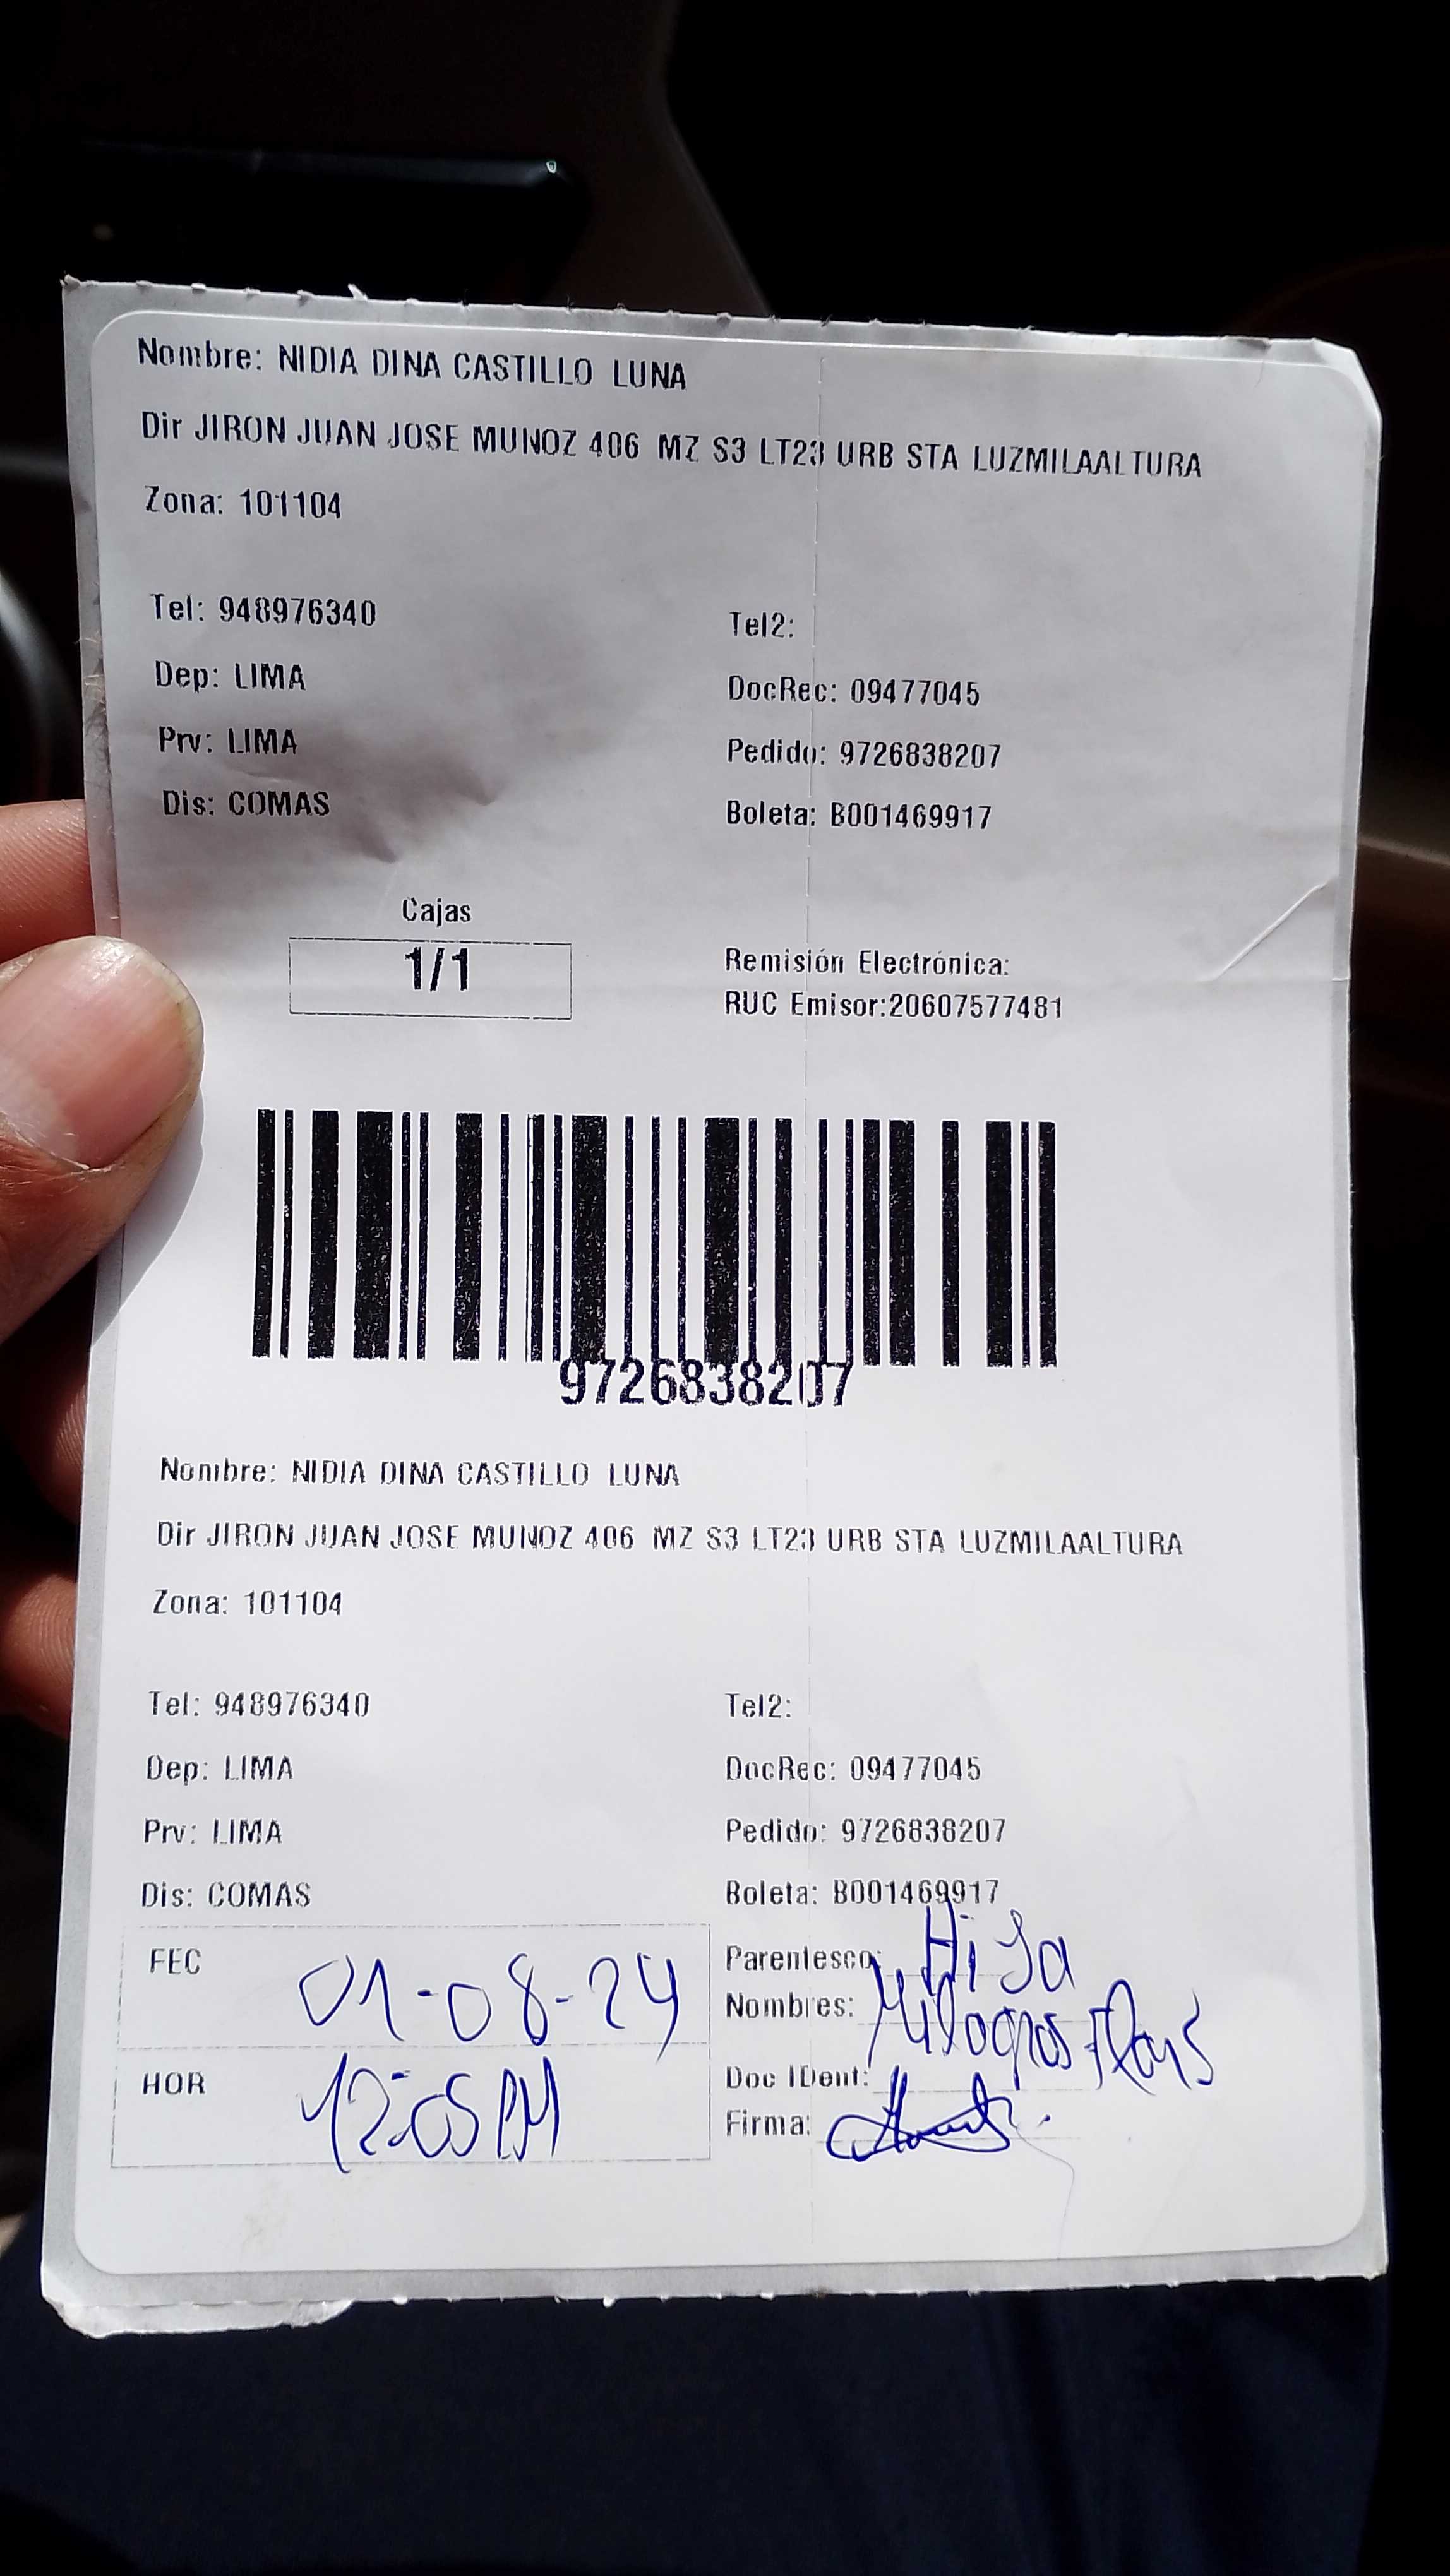 Nombre: NIDIA DINA CASTILLO LUNA
Dir JIRON JUAN JOSE MUNOZ 406 MZ S3 LT23 URB STA LUZMILAALTURA
Zona: 101104
Tel: 948976340 Tel2:
Dep: LIMA DocRec: 09477045
Prv: LIMA Pedido: 9726838207
Dis: COMAS Boleta: B001469917
Cajas
1/1
Remisión Electrónica:
RUC Emisor:20607577481
9726838207
Nombre: NIDIA DINA CASTILLO LUNA
Dir JIRON JUAN JOSE MUNOZ 406 MZ S3 LT23 URB STA LUZMILAALTURA
Zona: 101104
Tel: 948976340 Tel2:
Dep: LIMA DocRec: 09477045
Prv: LIMA Pedido: 9726838207
Dis: COMAS Boleta: B001469917
FEC 01-08-24
Parentesco: HiJa
Nombres: Milagros
HOR 12:05 PM
Doc IDent:
Firma: